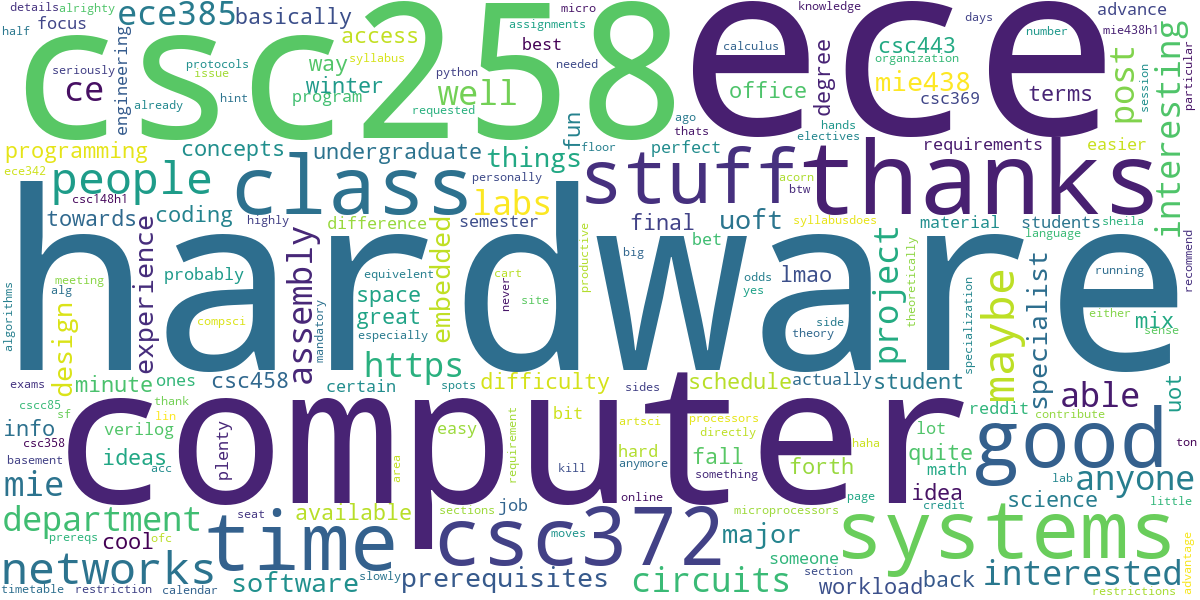 details
alrighty
half
focus
ece385
basically
csc258
ece
micro
knowledge
days
advance
mie438h1
assignments
access
best
needed
calculus
number
csc443
organization
degree
mie438
csc369
terms
post
session
interesting
particular
engineering
seriously
protocols
issue
syllabus
way
winter
python
well
ce
already
hint
program
requested
office
ago
thats
fun
floor
hands
electives
programming
ece342
concepts
undergraduate
things
perfect
requirements
easier
people
csc148h1
class
personally
stuff
acorn
btw
thanks
towards
coding
highly
difference
semester
final
uoft
syllabusdoes
material
students
sheila
language
hardware
experience
assembly
embedded
productive
bet
big
project
theoretically
specialist
recommend
meeting
alg
algorithms
probably
equivelent
cart
never
site
odds
yes
lmao
side
theory
maybe
running
either
sense
mix
specialization
space
great
especially
compsci
mandatory
design
https
exams
minute
ones
csc458
certain
spots
difficulty
sides
schedule
actually
student
able
uot
cscc85
sf
thank
lin
info
csc358
verilog
basement
ideas
acc
plenty
computer
easy
requirement
bit
kill
artsci
hard
anymore
something
processors
directly
fall
haha
forth
reddit
contribute
lot
quite
math
idea
good
ton
anyone
mie
area
online
page
lab
science
credit
little
department
prereqs
ofc
cool
seat
time
available
sections
job
moves
csc372
microprocessors
major
someone
section
systems
advantage
networks
timetable
restriction
calendar
software
slowly
prerequisites
circuits
workload
back
interested
restrictions